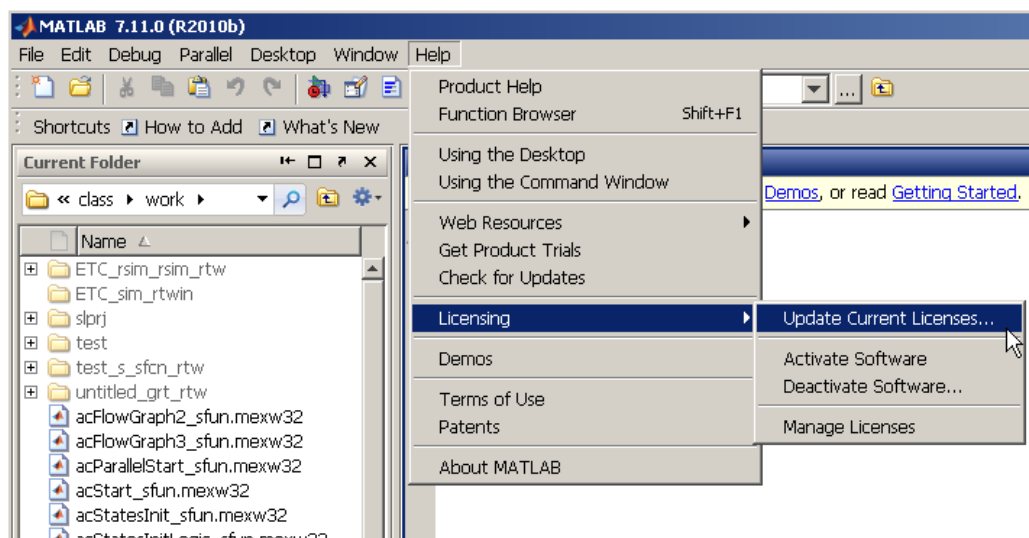 MATLAB 7.11.0 (R2010b)
File Edit Debug Parallel Desktop Window Help
...
Shortcuts How to Add What's New
Current Folder
« class work
Name
ETC_rsim_rsim_rtw
ETC_sim_rtwin
slprj
test
test_s_sfcn_rtw
untitled_grt_rtw
acFlowGraph2_sfun.mexw32
acFlowGraph3_sfun.mexw32
acParallelStart_sfun.mexw32
acStart_sfun.mexw32
acStatesInit_sfun.mexw32
Product Help
Function Browser Shift+F1
Using the Desktop
Using the Command Window
Web Resources
Get Product Trials
Check for Updates
Licensing
Demos
Terms of Use
Patents
About MATLAB
Demos, or read Getting Started.
Update Current Licenses...
Activate Software
Deactivate Software...
Manage Licenses